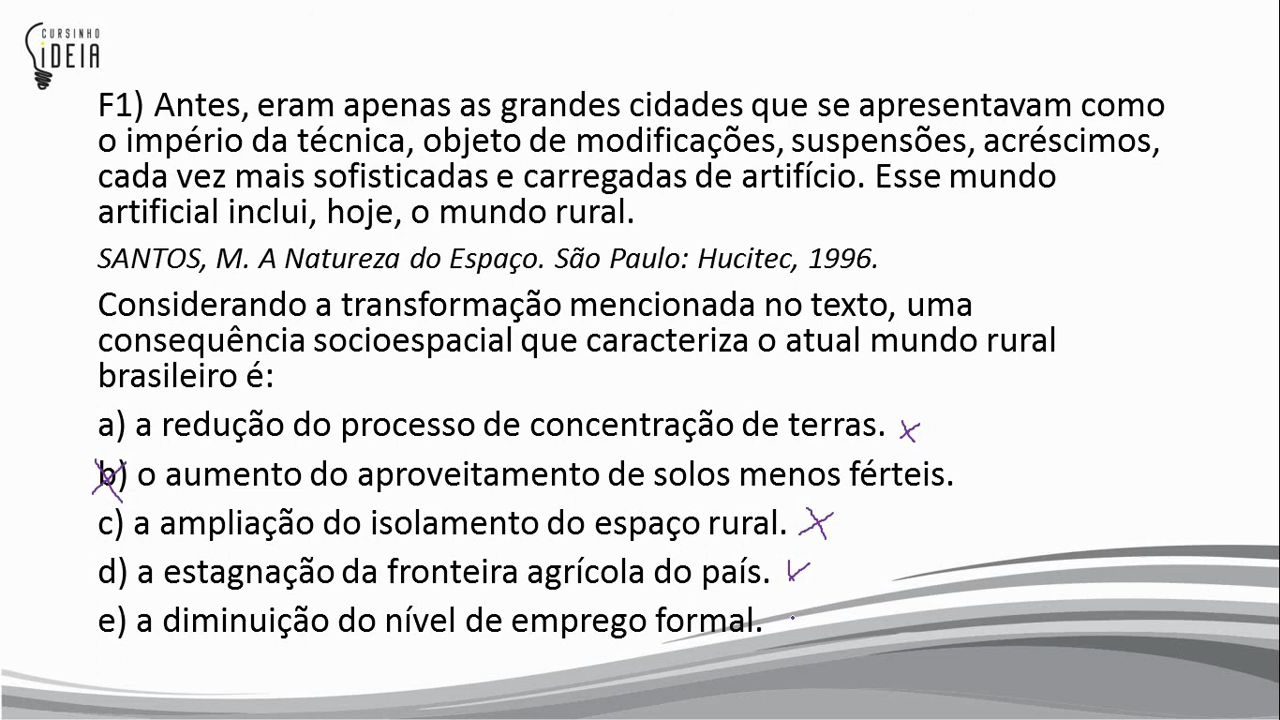 CURSINHO
iDEIA
F1) Antes, eram apenas as grandes cidades que se apresentavam como
o império da técnica, objeto de modificações, suspensões, acréscimos,
cada vez mais sofisticadas e carregadas de artifício. Esse mundo
artificial inclui, hoje, o mundo rural.
SANTOS, M. A Natureza do Espaço. São Paulo: Hucitec, 1996.
Considerando a transformação mencionada no texto, uma
consequência socioespacial que caracteriza o atual mundo rural
brasileiro é:
a) a redução do processo de concentração de terras.
b) o aumento do aproveitamento de solos menos férteis.
c) a ampliação do isolamento do espaço rural.
d) a estagnação da fronteira agrícola do país.
e) a diminuição do nível de emprego formal.